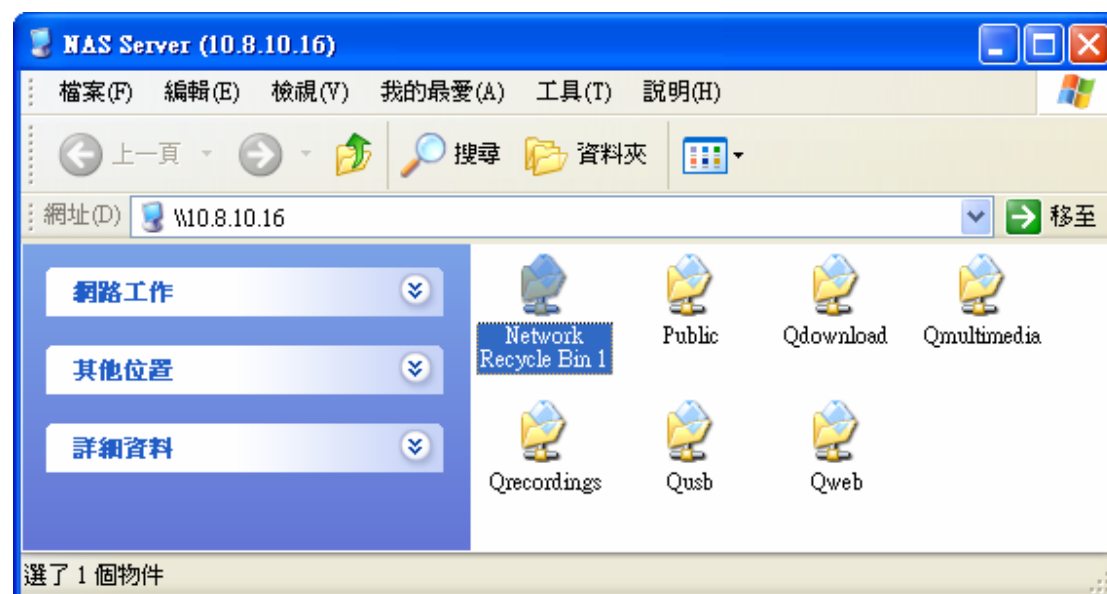 NAS Server (10.8.10.16)
檔案(F) 編輯(E) 檢視(V) 我的最愛(A) 工具(T) 說明(H)
上一頁 搜尋 資料夾
網址(D) \\10.8.10.16 移至
網路工作
其他位置
詳細資料
Network Recycle Bin 1
Public
Qdownload
Qmultimedia
Qrecordings
Qusb
Qweb
選了 1 個物件